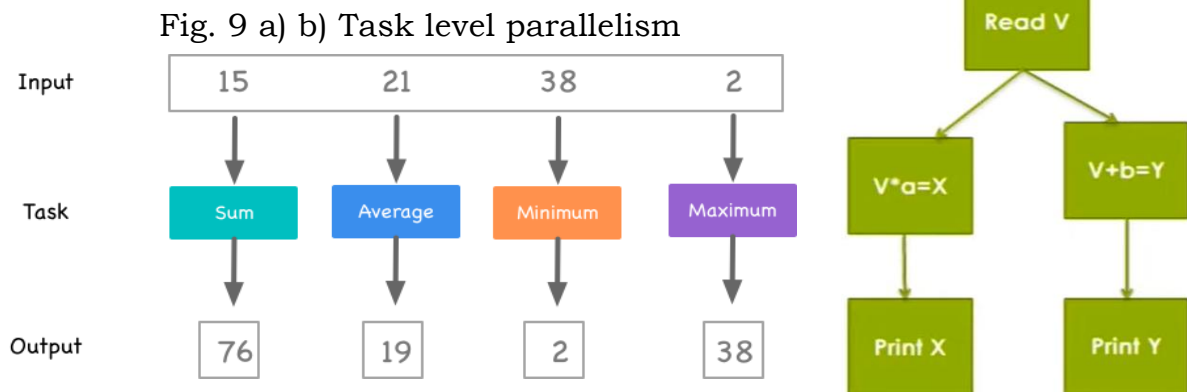 Fig. 9 a) b) Task level parallelism
Input
15 21 38 2
Task
Sum Average Minimum Maximum
Output
76 19 2 38
Read V
V*a=X
V+b=Y
Print X
Print Y